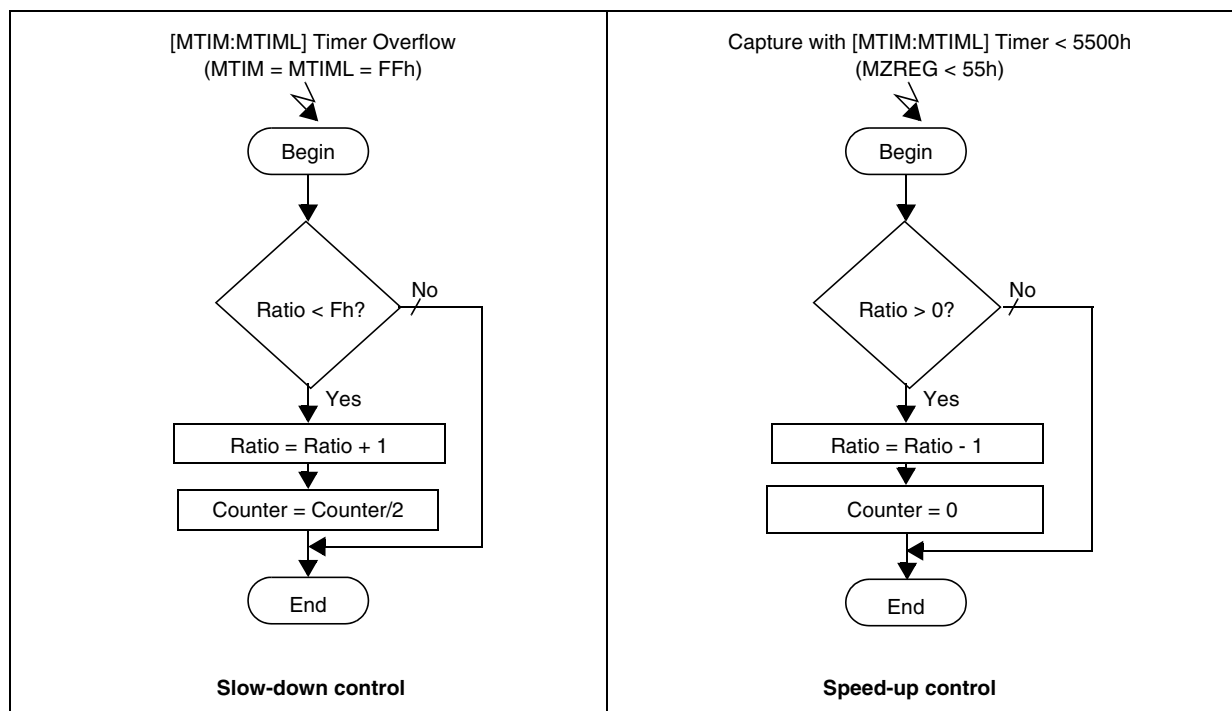 [MTIM:MTIML] Timer Overflow
(MTIM = MTIML = FFh)
Begin
Ratio < Fh?
No
Yes
Ratio = Ratio + 1
Counter = Counter/2
End
Slow-down control
Capture with [MTIM:MTIML] Timer < 5500h
(MZREG < 55h)
Begin
Ratio > 0?
No
Yes
Ratio = Ratio - 1
Counter = 0
End
Speed-up control